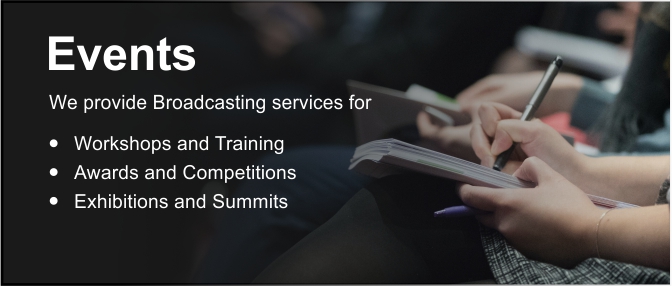 Events
We provide Broadcasting services for
• Workshops and Training
• Awards and Competitions
• Exhibitions and Summits